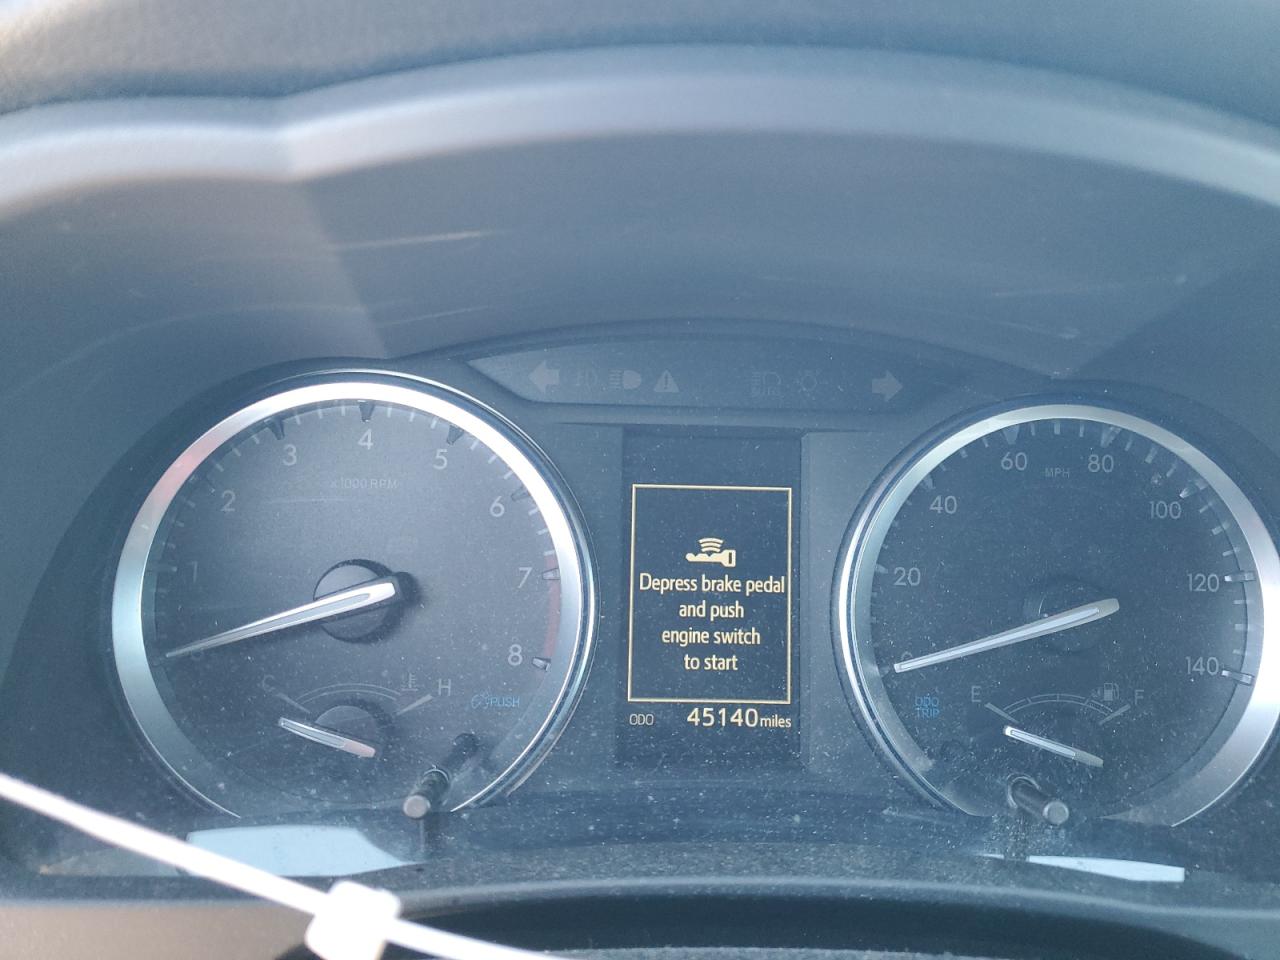 4
3
5
x1000 RPM
2
6
1
7
8
C
H
PUSH
Depress brake pedal
and push
engine switch
to start
ODO 45140 miles
60
MPH
80
40
100
20
120
140
ODO
TRIP
E
F